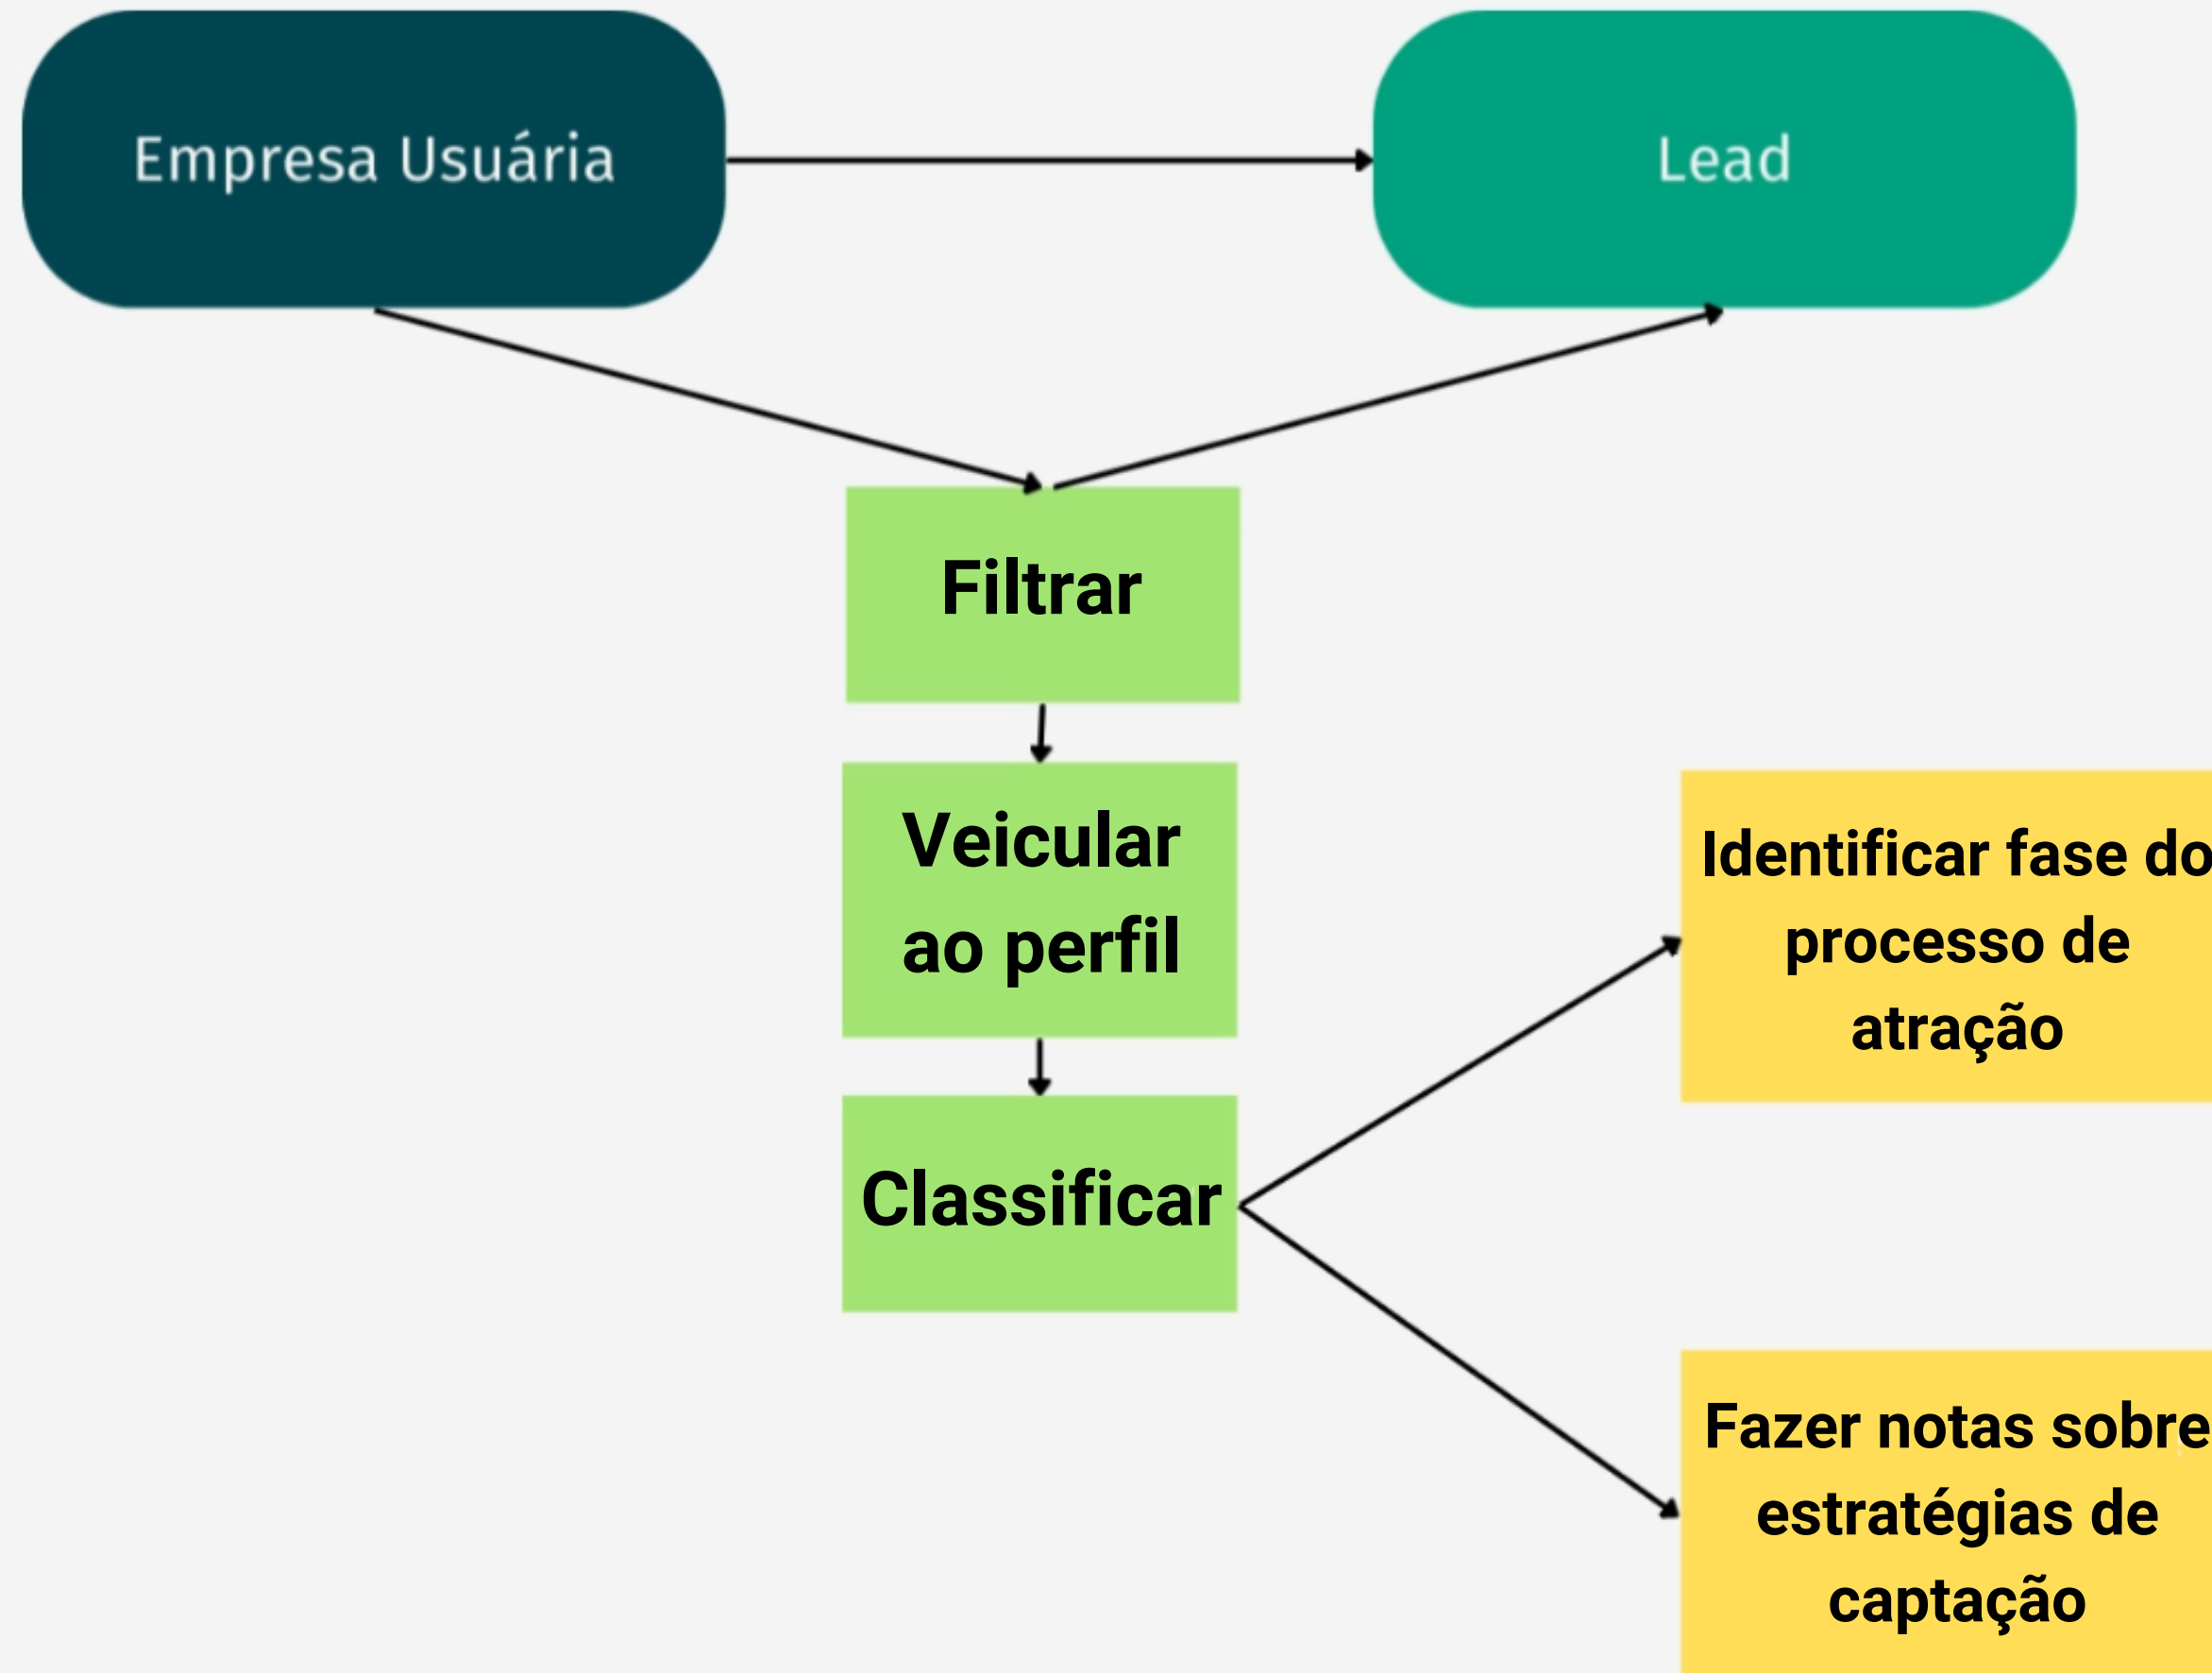 Empresa Usuária
Lead
Filtrar
Veicular
ao perfil
Identificar fase do
processo de
atração
Classificar
Fazer notas sobre
estratégias de
captação